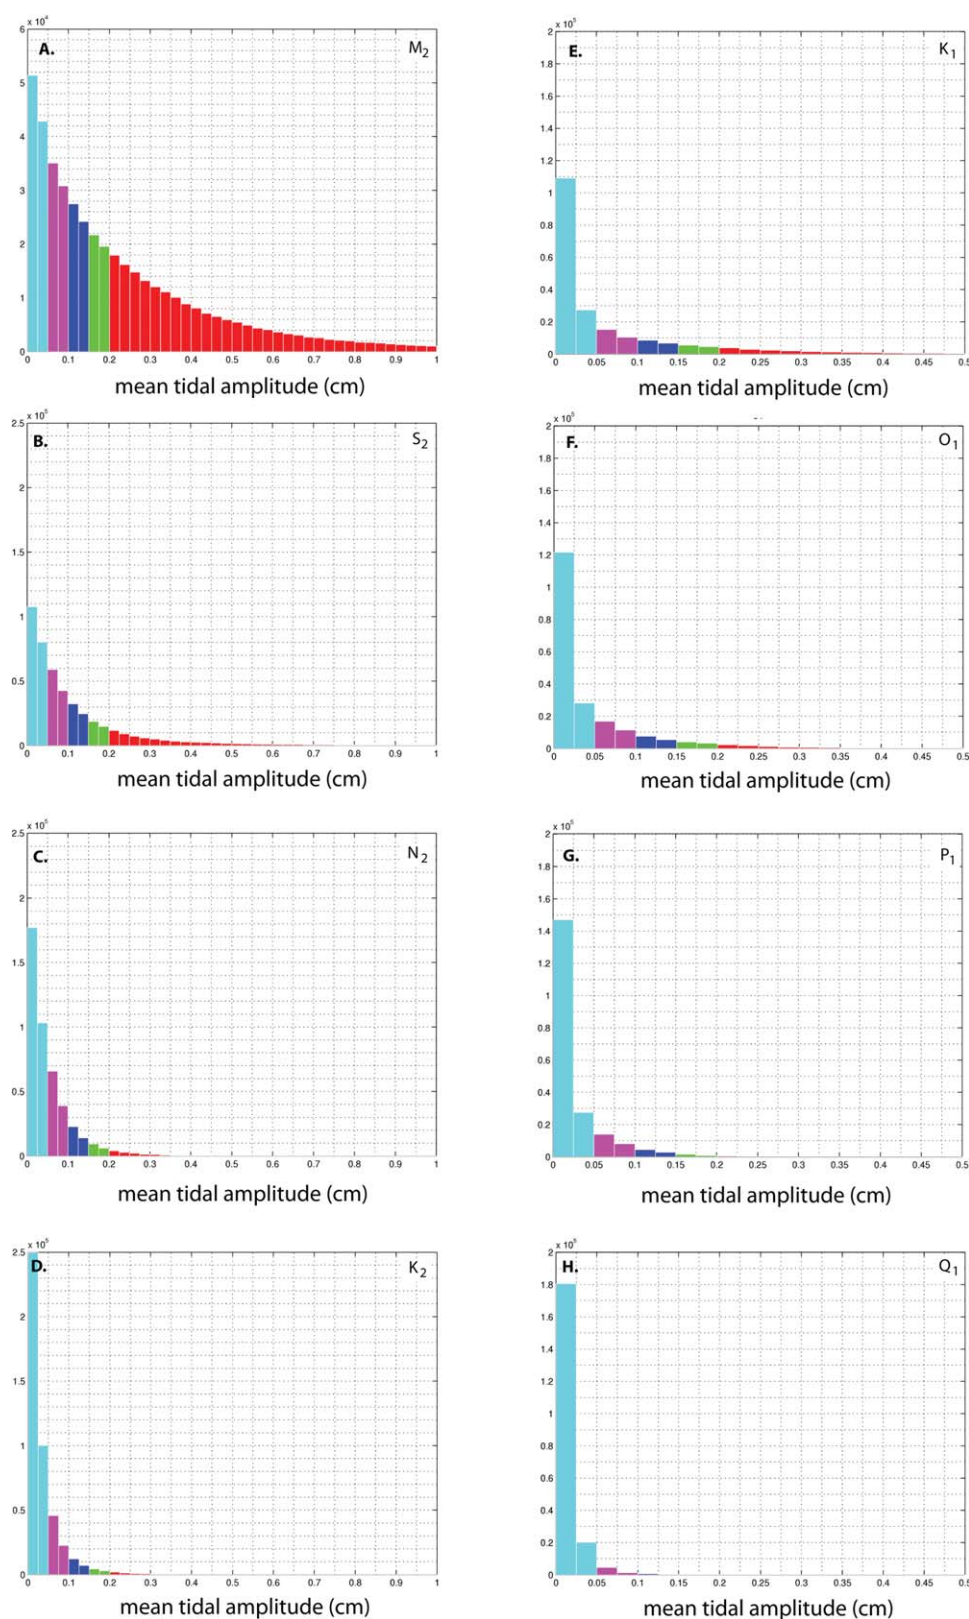 x 10⁴
A.
M₂
6
5
4
3
2
1
0
0 0.1 0.2 0.3 0.4 0.5 0.6 0.7 0.8 0.9 1
mean tidal amplitude (cm)
x 10⁵
B.
S₂
2.5
2
1.5
1
0.5
0
0 0.1 0.2 0.3 0.4 0.5 0.6 0.7 0.8 0.9 1
mean tidal amplitude (cm)
x 10⁵
C.
N₂
2.5
2
1.5
1
0.5
0
0 0.1 0.2 0.3 0.4 0.5 0.6 0.7 0.8 0.9 1
mean tidal amplitude (cm)
x 10⁵
D.
K₂
2.5
2
1.5
1
0.5
0
0 0.1 0.2 0.3 0.4 0.5 0.6 0.7 0.8 0.9 1
mean tidal amplitude (cm)
x 10⁵
E.
K₁
2
1.8
1.6
1.4
1.2
1
0.8
0.6
0.4
0.2
0
0 0.05 0.1 0.15 0.2 0.25 0.3 0.35 0.4 0.45 0.5
mean tidal amplitude (cm)
x 10⁵
F.
O₁
2
1.8
1.6
1.4
1.2
1
0.8
0.6
0.4
0.2
0
0 0.05 0.1 0.15 0.2 0.25 0.3 0.35 0.4 0.45 0.5
mean tidal amplitude (cm)
x 10⁵
G.
P₁
2
1.8
1.6
1.4
1.2
1
0.8
0.6
0.4
0.2
0
0 0.05 0.1 0.15 0.2 0.25 0.3 0.35 0.4 0.45 0.5
mean tidal amplitude (cm)
x 10⁵
H.
Q₁
2
1.8
1.6
1.4
1.2
1
0.8
0.6
0.4
0.2
0
0 0.05 0.1 0.15 0.2 0.25 0.3 0.35 0.4 0.45 0.5
mean tidal amplitude (cm)